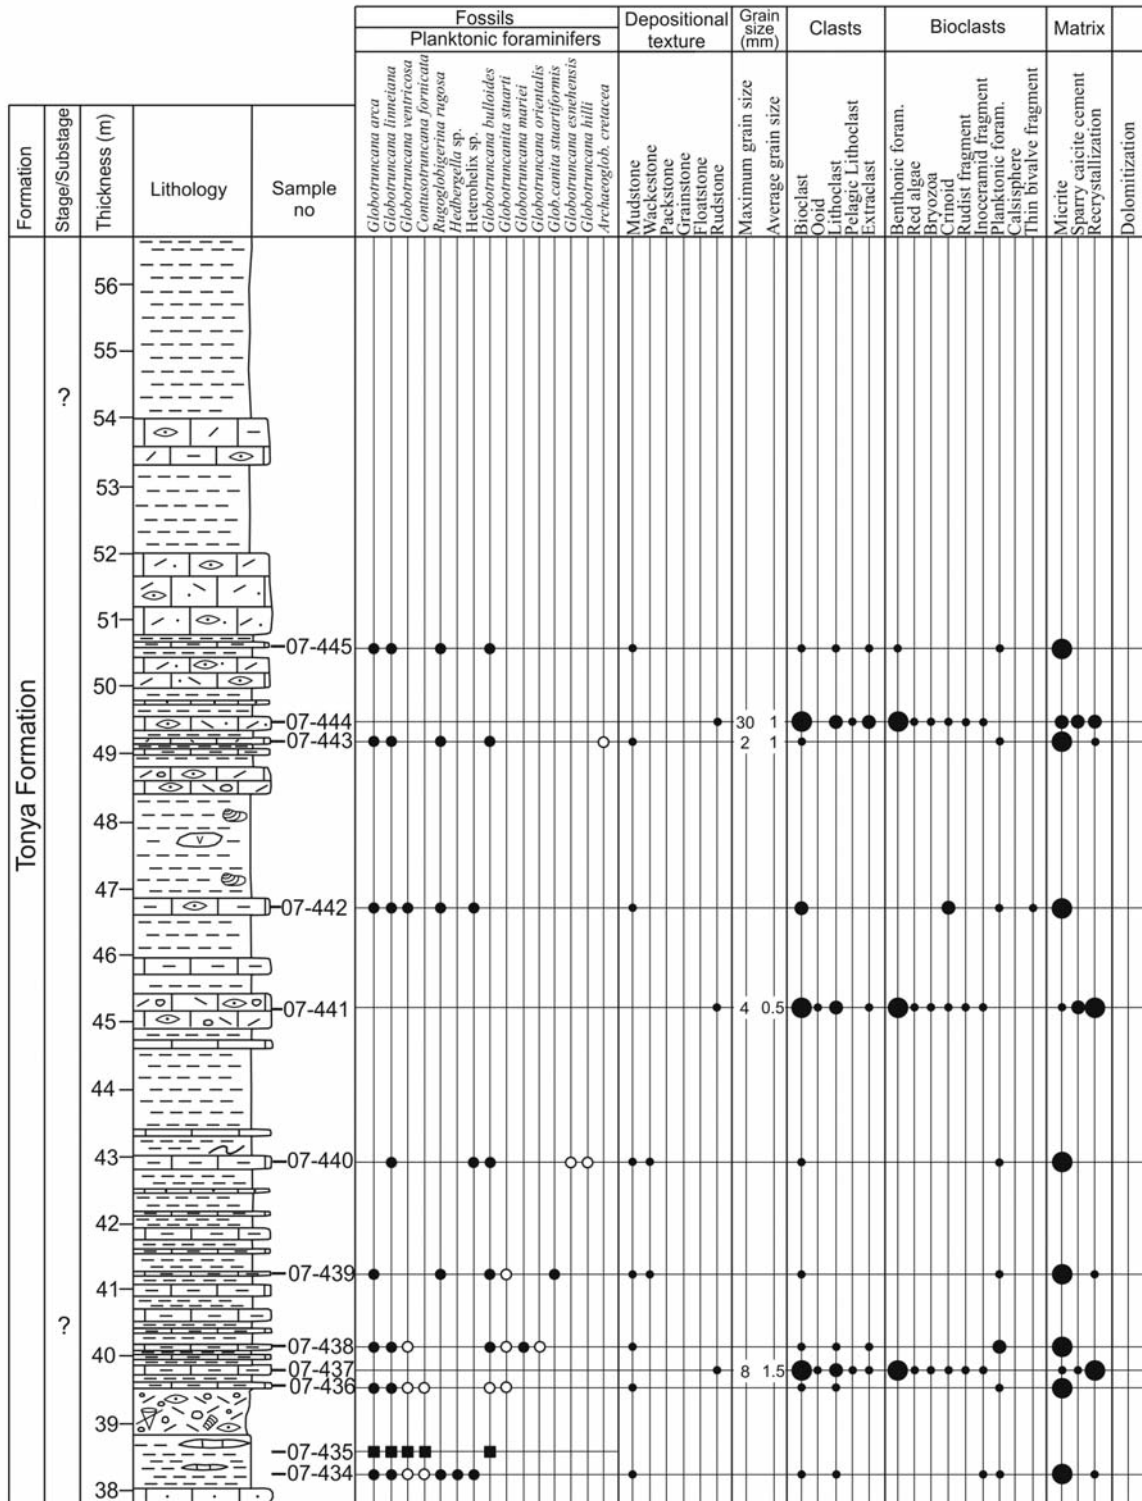 Fossils
Planktonic foraminifers
Depositional
texture
Grain
size
(mm)
Clasts
Bioclasts
Matrix
Formation
Stage/Substage
Thickness (m)
Lithology
Sample
no
Globotruncana arca
Globotruncana linneiana
Globotruncana ventricosa
Contusotruncana fornicata
Rugoglobigerina rugosa
Hedbergella sp.
Heterohelix sp.
Globotruncana bulloides
Globotruncanita stuarti
Globotruncana mariei
Globotruncana orientalis
Glob.canita stuartiformis
Globotruncana esnehensis
Globotruncana hilli
Archaeoglob. cretacea
Mudstone
Wackestone
Packstone
Grainstone
Floatstone
Rudstone
Maximum grain size
Average grain size
Bioclast
Ooid
Lithoclast
Pelagic Lithoclast
Extraclast
Benthonic foram.
Red algae
Bryozoa
Crinoid
Rudist fragment
Inoceramid fragment
Planktonic foram.
Calsisphere
Thin bivalve fragment
Micrite
Sparry calcite cement
Recrystallization
Dolomitization
Tonya Formation
56
55
?
54
53
52
51
07-445
50
07-444 30 1
07-443 2 1
49
48
v
47
07-442
46
07-441 4 0.5
45
44
43
07-440
42
07-439
41
?
07-438
40
07-437 8 1.5
07-436
39
07-435
07-434
38